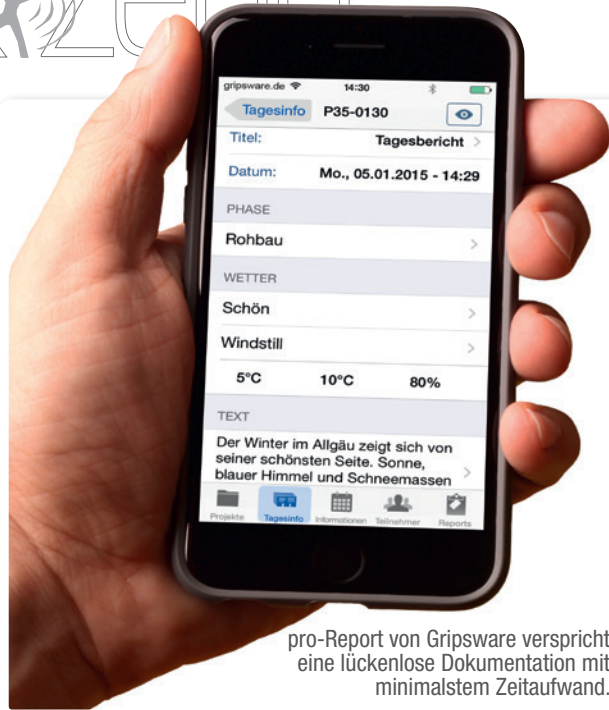 gripsware.de 14:30
Tagesinfo P35-0130
Titel: Tagesbericht
Datum: Mo., 05.01.2015 - 14:29
PHASE
Rohbau
WETTER
Schön
Windstill
5°C 10°C 80%
TEXT
Der Winter im Allgäu zeigt sich von
seiner schönsten Seite. Sonne,
blauer Himmel und Schneemassen
Projekte Tagesinfo Informationen Teilnehmer Reports
pro-Report von Gripsware verspricht
eine lückenlose Dokumentation mit
minimalstem Zeitaufwand.